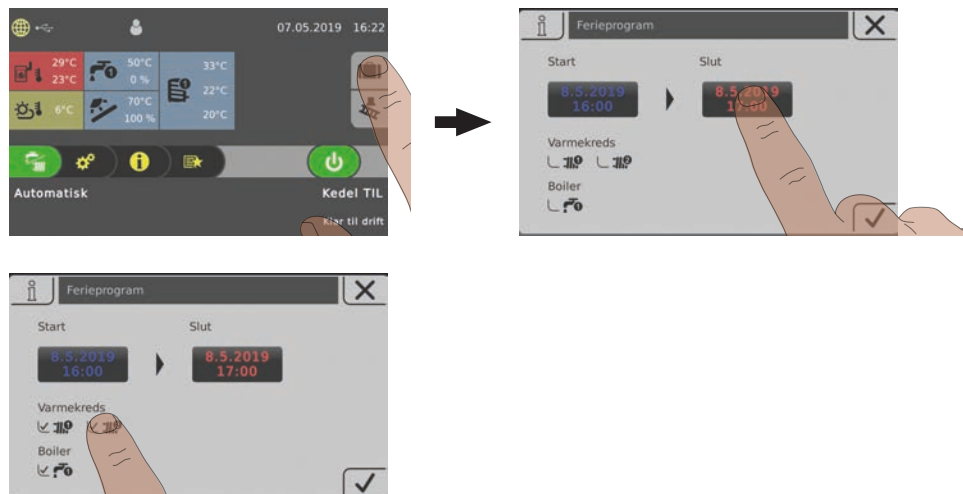 07.05.2019 16:22
29°C
23°C
50°C
0 %
33°C
22°C
20°C
6°C
70°C
100 %
Automatisk
Kedel TIL
Klar til drift
Ferieprogram
Start Slut
8.5.2019
16:00
8.5.2019
17:00
Varmekreds
Boiler
Ferieprogram
Start Slut
8.5.2019
16:00
8.5.2019
17:00
Varmekreds
Boiler